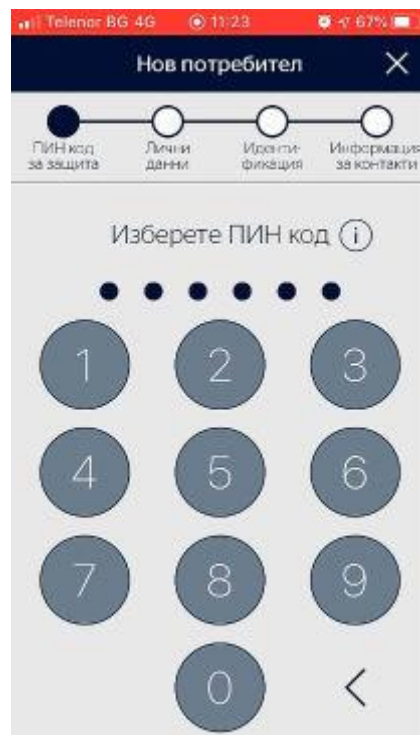 Telenor BG 4G 11:23 67%
Нов потребител
ПИН код Лични Иденти- Информация
за защита данни фикация за контакти
Изберете ПИН код i
1 2 3
4 5 6
7 8 9
0